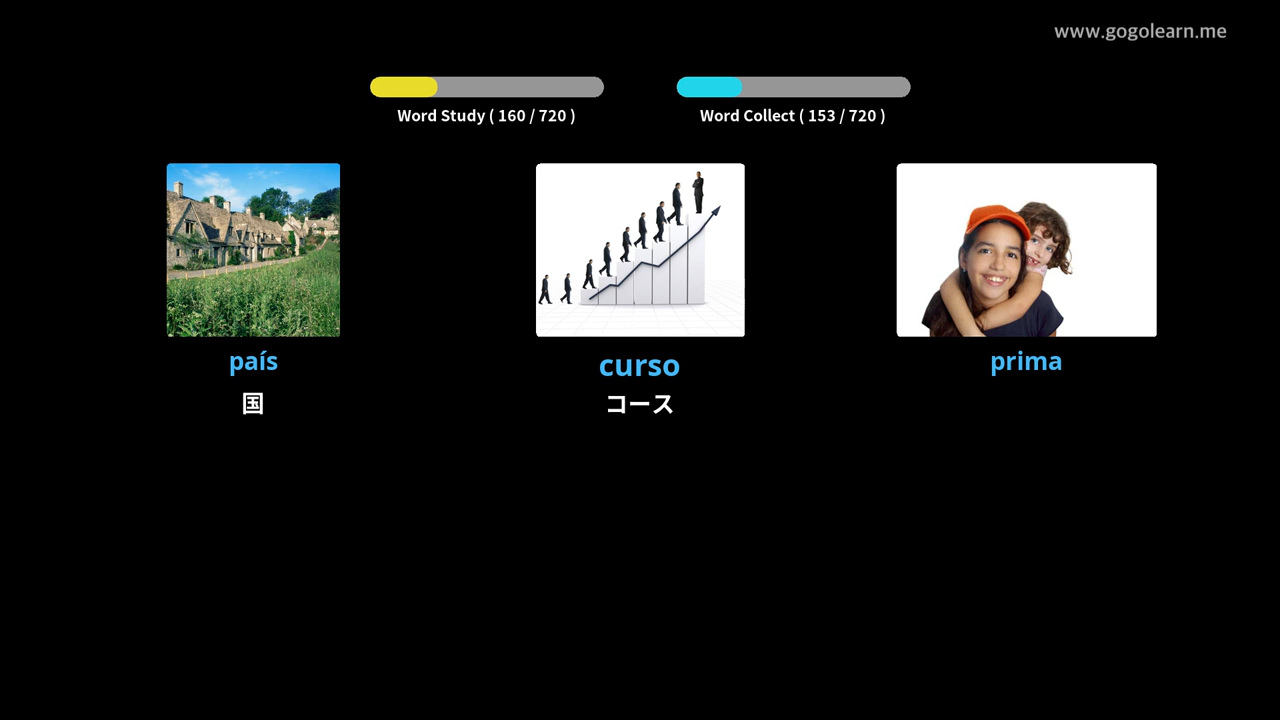 www.gogolearn.me
Word Study ( 160 / 720 )
Word Collect ( 153 / 720 )
país
curso
prima
国
コース